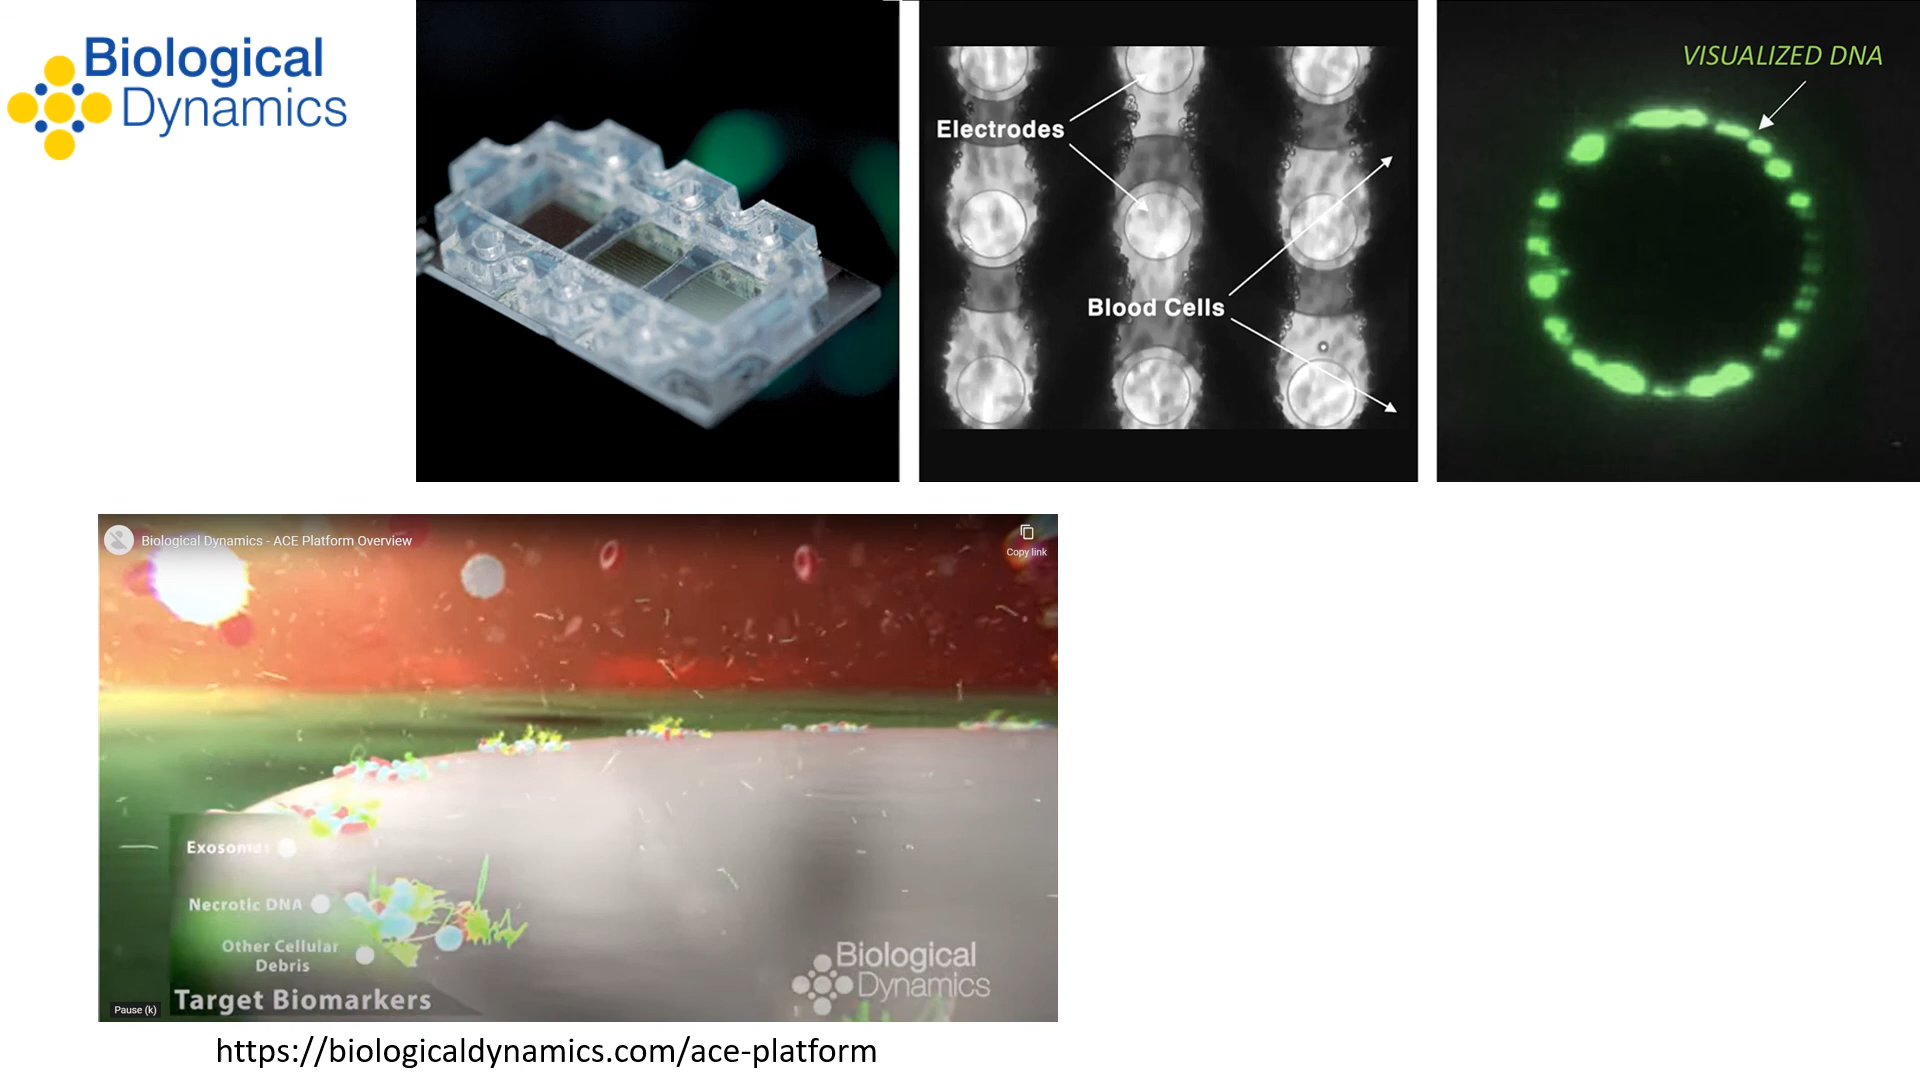 Biological
Dynamics
VISUALIZED DNA
Electrodes
Blood Cells
Biological Dynamics - ACE Platform Overview
Copy link
Exosomes
Necrotic DNA
Other Cellular
Debris
Target Biomarkers
Biological
Dynamics
Pause (k)
https://biologicaldynamics.com/ace-platform